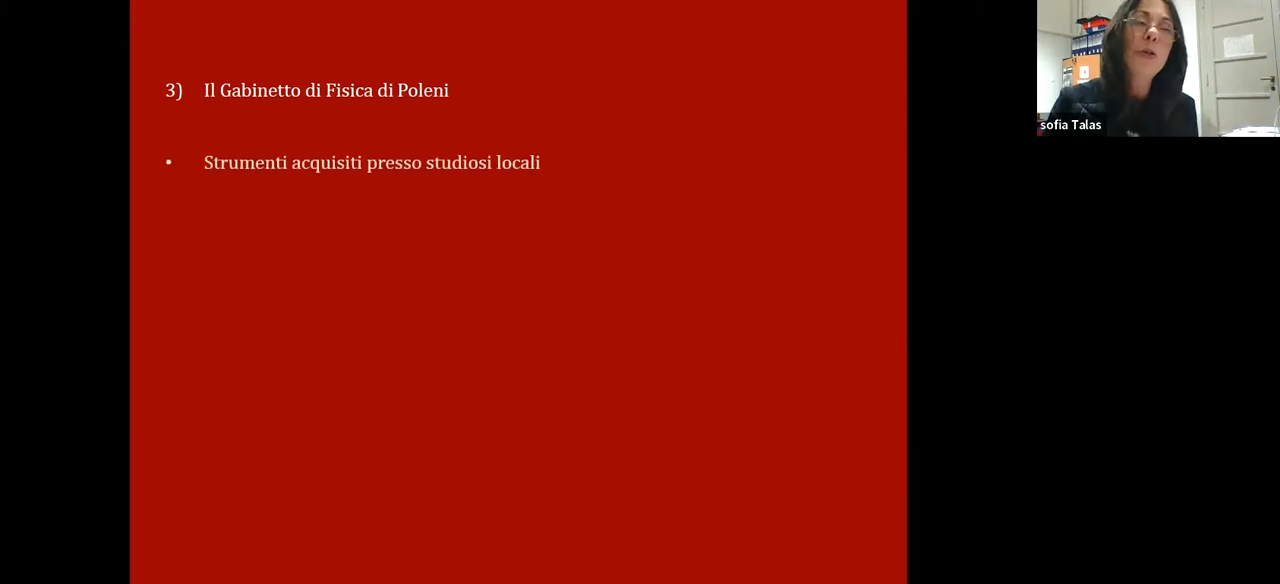 3) Il Gabinetto di Fisica di Poleni
• Strumenti acquisiti presso studiosi locali
sofia Talas